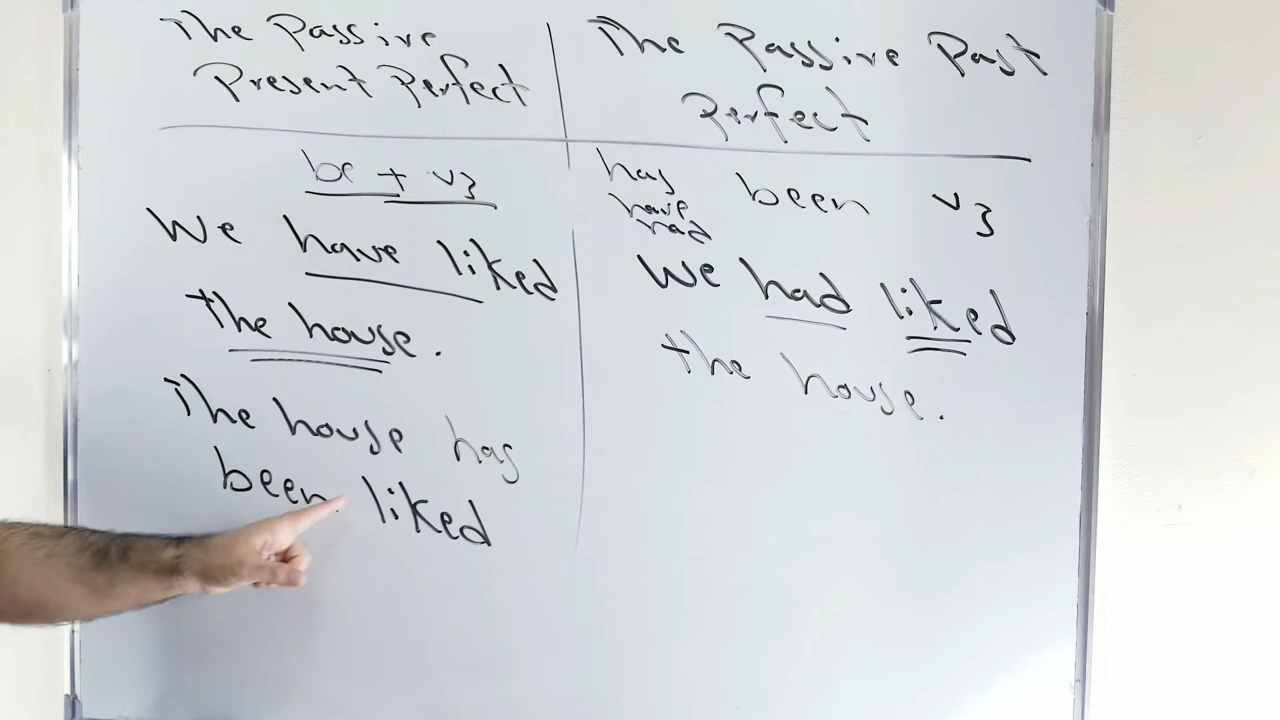 The Passive
Present Perfect
be + v3
We have liked
the house.
The house has
been liked
The Passive Past
Perfect
has been v3
have
had
We had liked
the house.